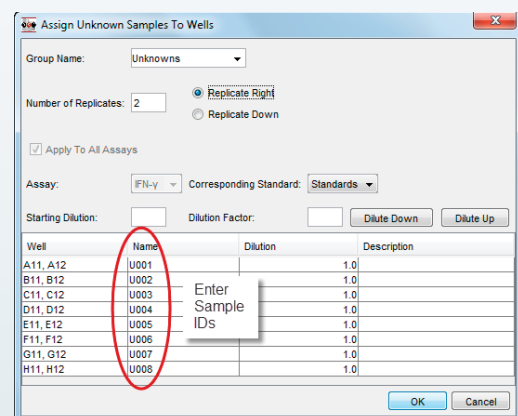 Assign Unknown Samples To Wells
Group Name: Unknowns
Number of Replicates: 2 Replicate Right
Replicate Down
Apply To All Assays
Assay: IFN-γ Corresponding Standard: Standards
Starting Dilution: Dilution Factor: Dilute Down Dilute Up
Well Name Dilution Description
A11, A12 U001 1.0
B11, B12 U002 1.0
C11, C12 U003 1.0
D11, D12 U004 1.0
E11, E12 U005 1.0
F11, F12 U006 1.0
G11, G12 U007 1.0
H11, H12 U008 1.0
Enter
Sample
IDs
OK Cancel